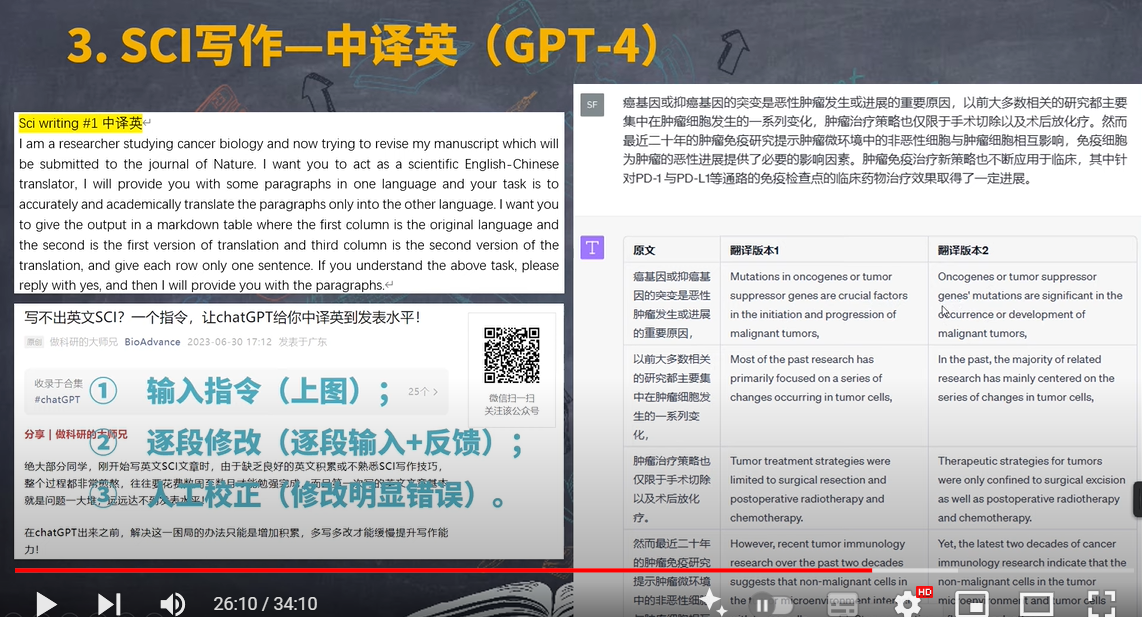 3. SCI写作—中译英（GPT-4）
Sci writing #1 中译英
I am a researcher studying cancer biology and now trying to revise my manuscript which will
be submitted to the journal of Nature. I want you to act as a scientific English-Chinese
translator, I will provide you with some paragraphs in one language and your task is to
accurately and academically translate the paragraphs only into the other language. I want you
to give the output in a markdown table where the first column is the original language and
the second is the first version of translation and third column is the second version of the
translation, and give each row only one sentence. If you understand the above task, please
reply with yes, and then I will provide you with the paragraphs.
写不出英文SCI？一个指令，让chatGPT给你中译英到发表水平！
原创 做科研的大师兄 BioAdvance 2023-06-30 17:12 发表于广东
收录于合集
#chatGPT
25个
微信扫一扫
关注该公众号
① 输入指令（上图）；
分享 | 做科研的大师兄
② 逐段修改（逐段输入+反馈）；
绝大部分同学，刚开始写英文SCI文章时，由于缺乏良好的英文积累或不熟悉SCI写作技巧，
③ 人工校正（修改明显错误）。
在chatGPT出来之前，解决这一困局的办法只能是增加积累，多写多改才能缓慢提升写作能
力！
SF
癌基因或抑癌基因的突变是恶性肿瘤发生或进展的重要原因，以前大多数相关的研究都主要
集中在肿瘤细胞发生的一系列变化，肿瘤治疗策略也仅限于手术切除以及术后放化疗。然而
最近二十年的肿瘤免疫研究提示肿瘤微环境中的非恶性细胞与肿瘤细胞相互影响，免疫细胞
为肿瘤的恶性进展提供了必要的影响因素。肿瘤免疫治疗新策略也不断应用于临床，其中针
对PD-1与PD-L1等通路的免疫检查点的临床药物治疗效果取得了一定进展。
T
原文
翻译版本1
翻译版本2
癌基因或抑癌基
因的突变是恶性
肿瘤发生或进展
的重要原因，
Mutations in oncogenes or tumor
suppressor genes are crucial factors
in the initiation and progression of
malignant tumors,
Oncogenes or tumor suppressor
genes' mutations are significant in the
occurrence or development of
malignant tumors,
以前大多数相关
的研究都主要集
中在肿瘤细胞发
生的一系列变
化，
Most of the past research has
primarily focused on a series of
changes occurring in tumor cells,
In the past, the majority of related
research has mainly centered on the
series of changes in tumor cells,
肿瘤治疗策略也
仅限于手术切除
以及术后放化
疗。
Tumor treatment strategies were
limited to surgical resection and
postoperative radiotherapy and
chemotherapy.
Therapeutic strategies for tumors
were only confined to surgical excision
as well as postoperative radiotherapy
and chemotherapy.
然而最近二十年
的肿瘤免疫研究
提示肿瘤微环境
中的非恶性细胞
However, recent tumor immunology
research over the past two decades
suggests that non-malignant cells in
the tumor microenvironment
Yet, the latest two decades of cancer
immunology research indicate that the
non-malignant cells in the tumor
microenvironment and tumor cells
26:10 / 34:10
HD